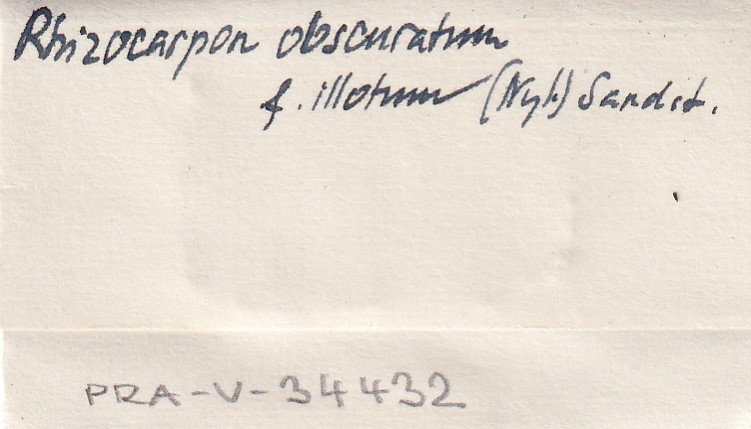 Rhizocarpon obscuratum
f. illotum (Nyl.) Sandst.
PRA-V-34432